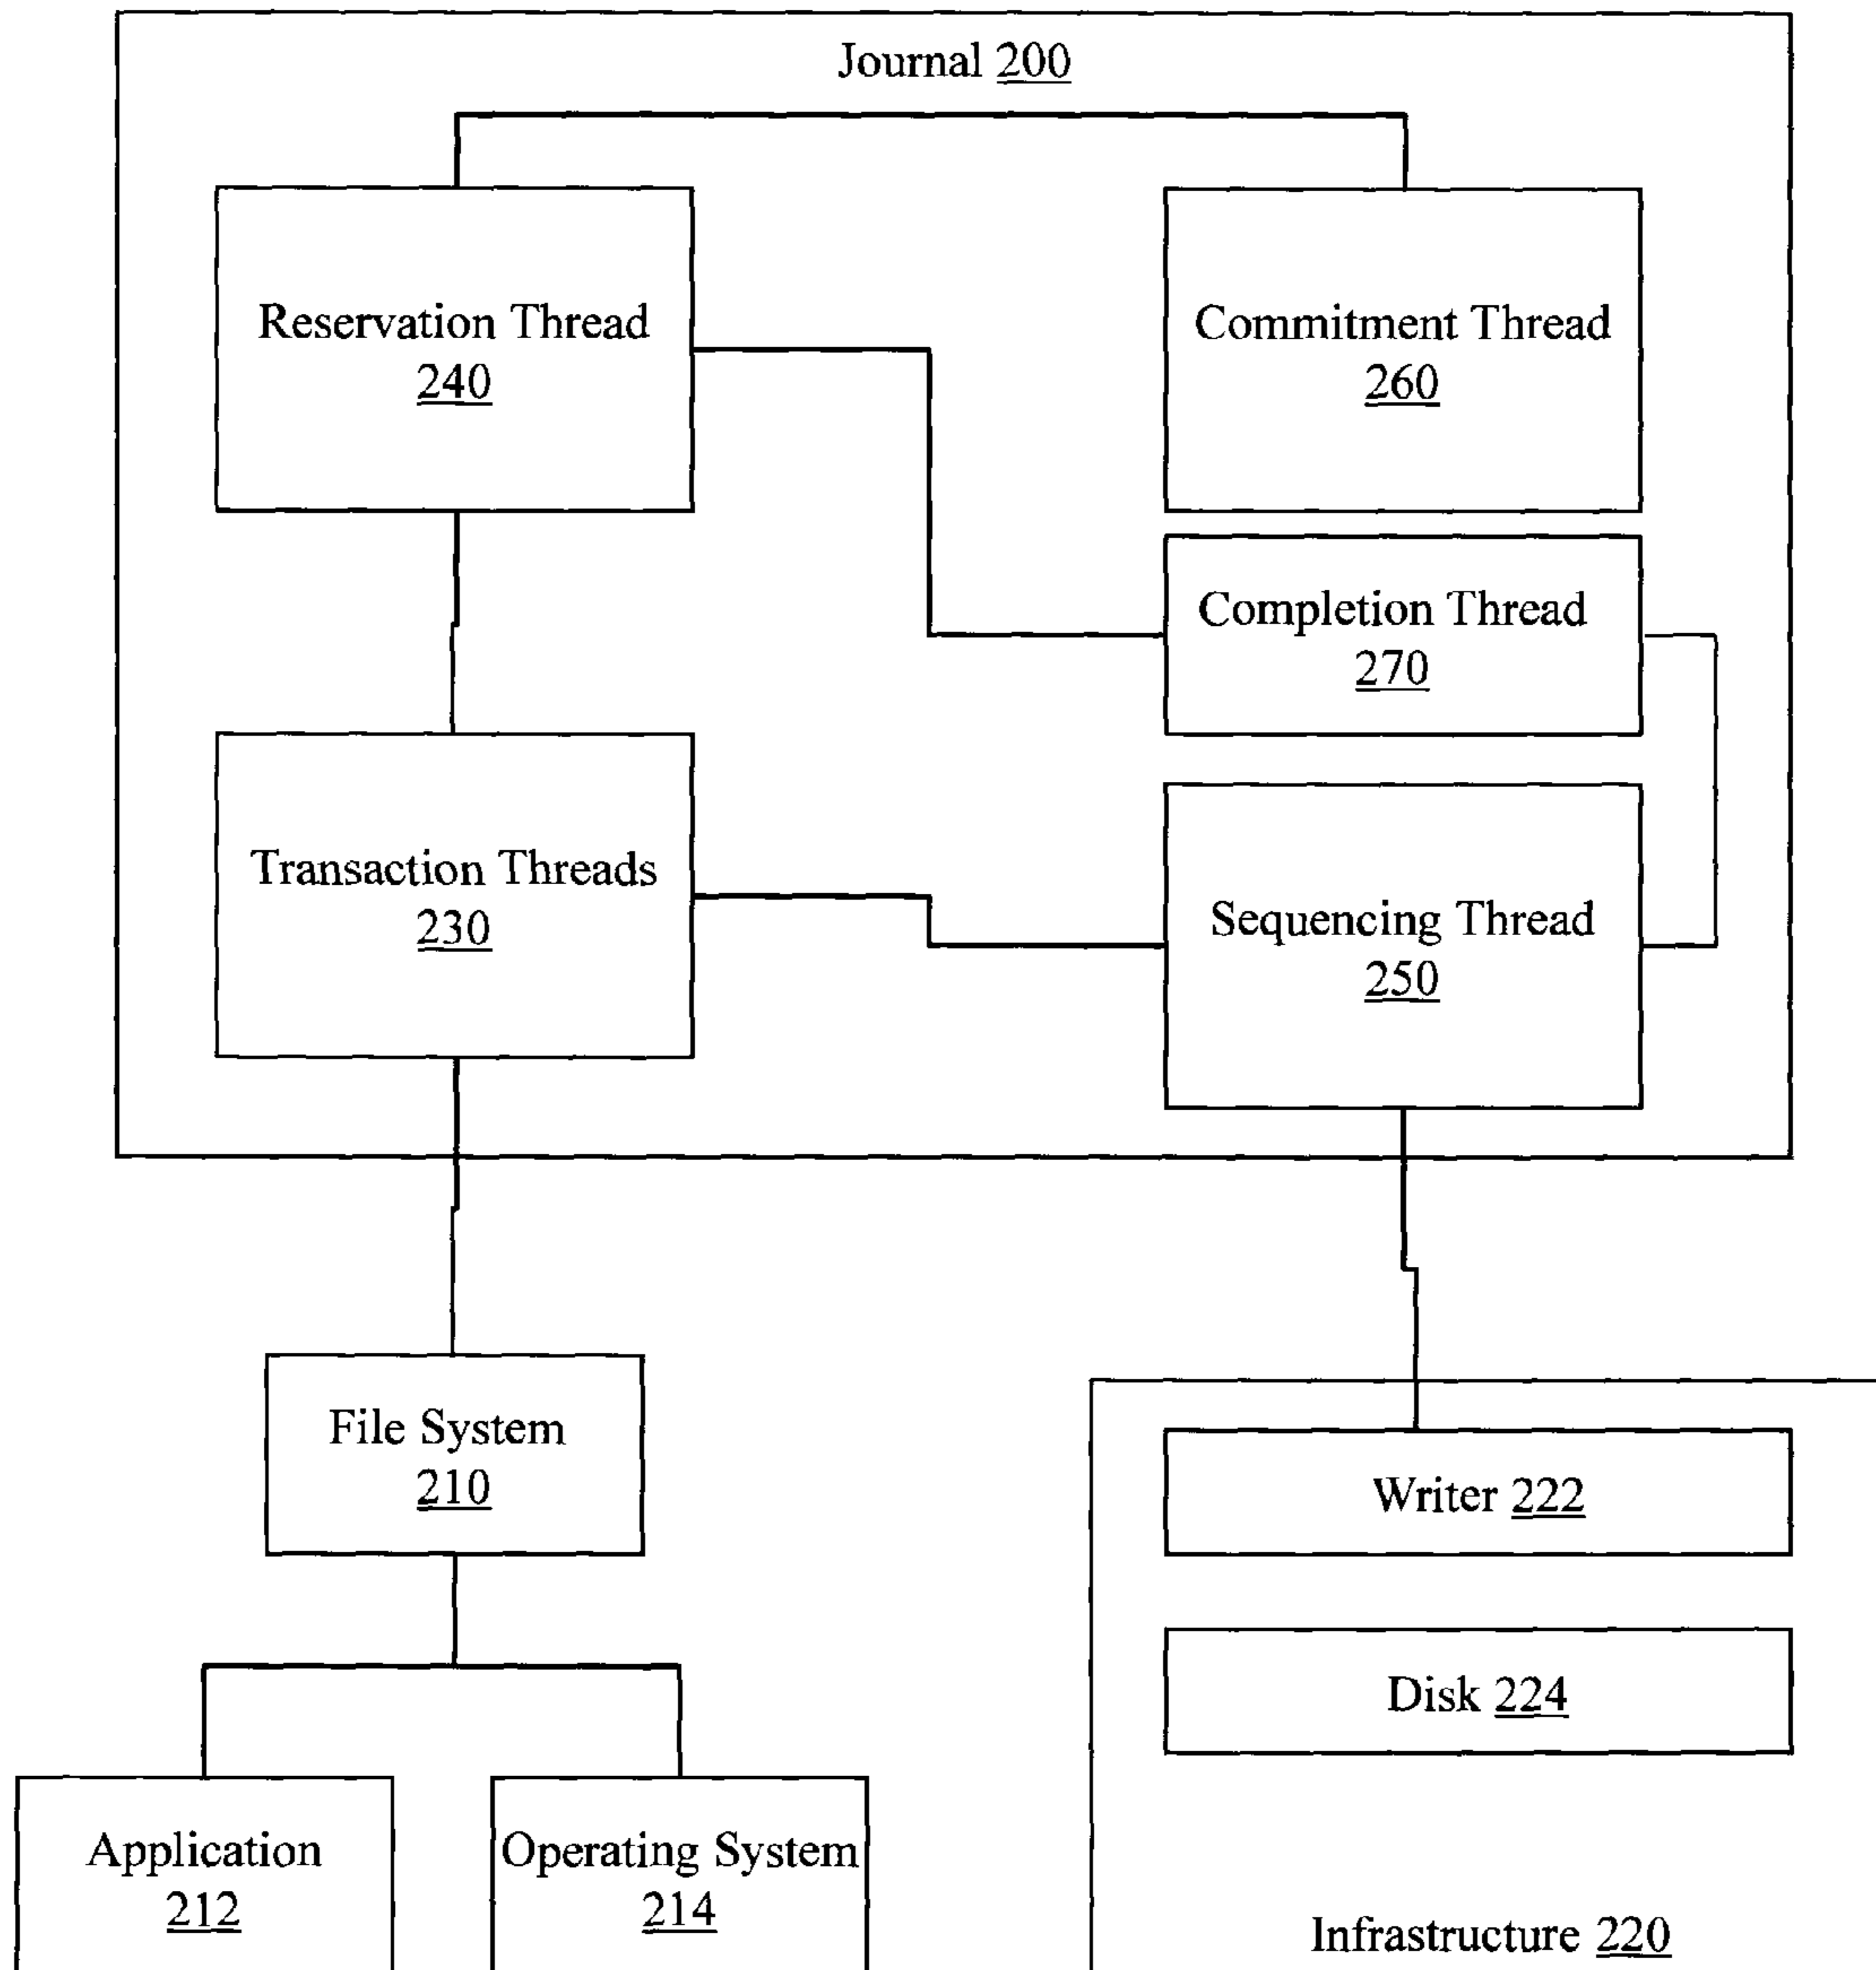 Journal 200
Reservation Thread
240
Commitment Thread
260
Completion Thread
270
Transaction Threads
230
Sequencing Thread
250
File System
210
Writer 222
Disk 224
Application
212
Operating System
214
Infrastructure 220